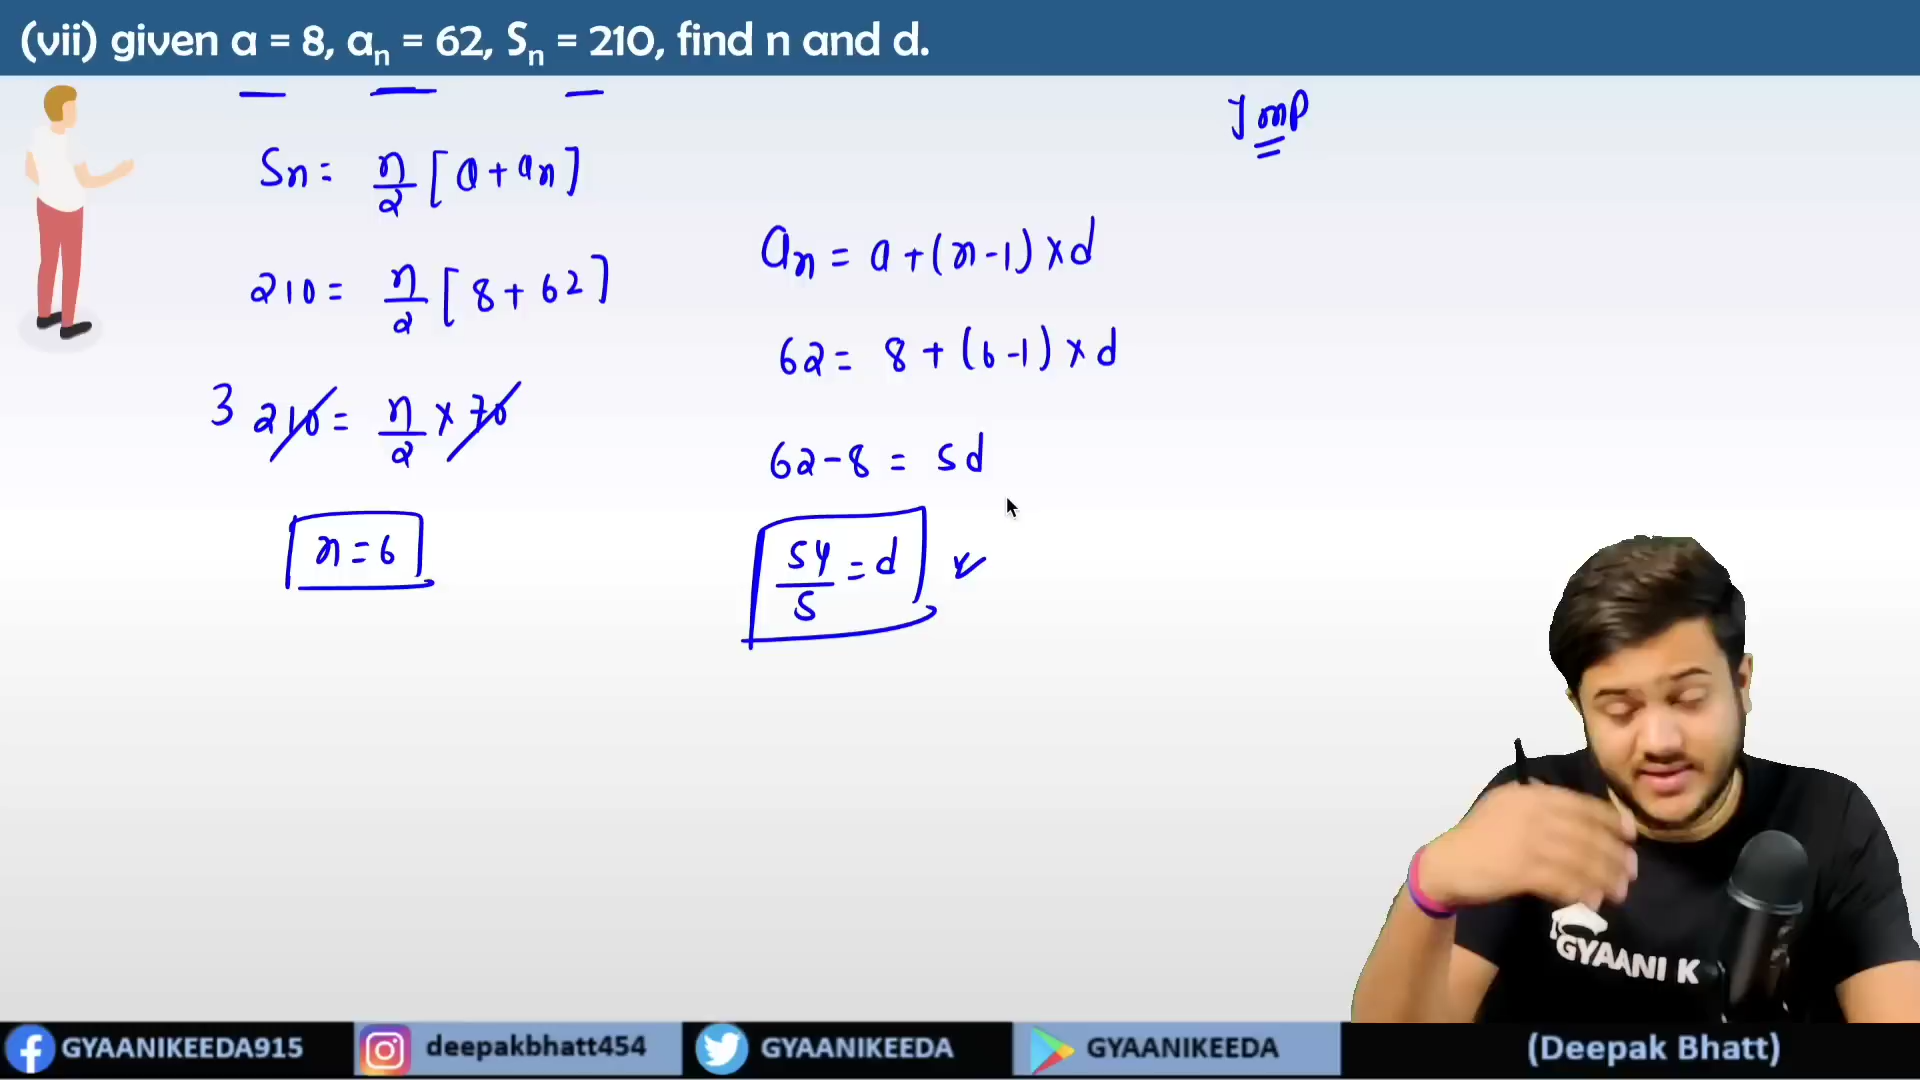 (vii) given a = 8, aₙ = 62, Sₙ = 210, find n and d.
Imp
Sn = n/2 [a + an]
210 = n/2 [8 + 62]
3 210 = n/2 × 70
n = 6
an = a + (n - 1) × d
62 = 8 + (6 - 1) × d
62 - 8 = 5d
54/5 = d
GYAANI K
GYAANIKEEDA915
deepakbhatt454
GYAANIKEEDA
GYAANIKEEDA
(Deepak Bhatt)